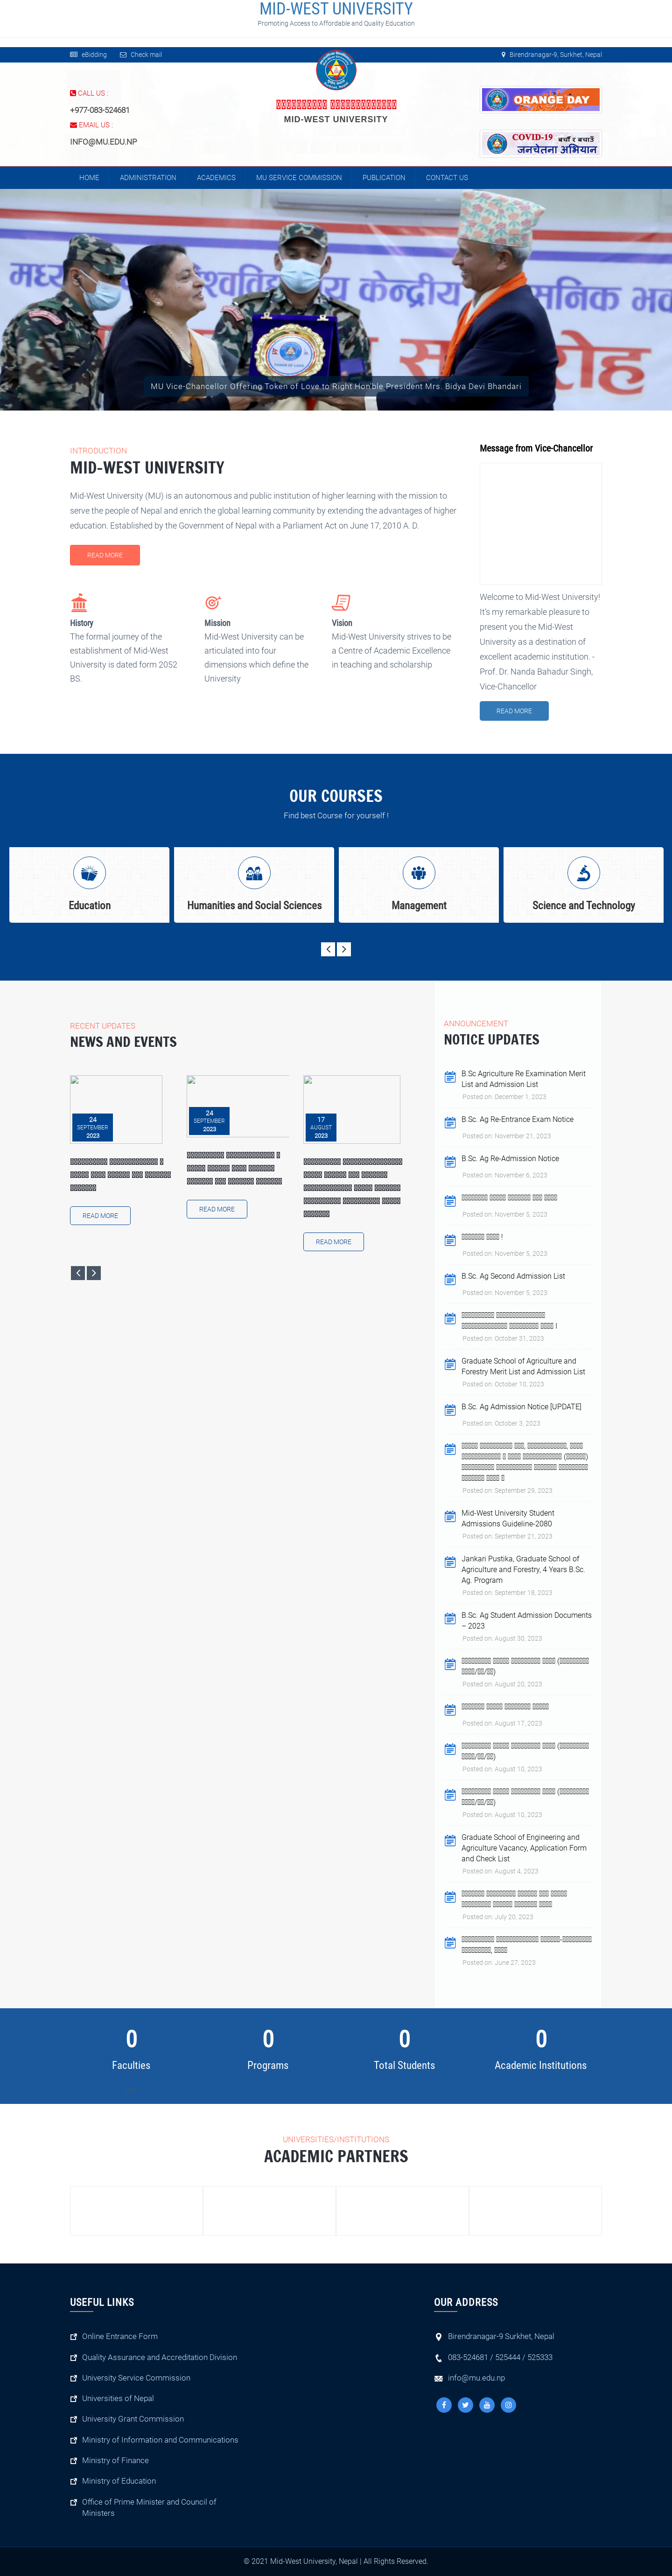 MID-WEST UNIVERSITY
Promoting Access to Affordable and Quality Education
eBidding
Check mail
Birendranagar-9, Surkhet, Nepal
CALL US :
+977-083-524681
EMAIL US :
INFO@MU.EDU.NP
MID-WEST UNIVERSITY
ORANGE DAY
COVID-19 बचौं र बचाउँ
जनचेतना अभियान
HOME
ADMINISTRATION
ACADEMICS
MU SERVICE COMMISSION
PUBLICATION
CONTACT US
MU Vice-Chancellor Offering Token of Love to Right Hon'ble President Mrs. Bidya Devi Bhandari
INTRODUCTION
MID-WEST UNIVERSITY
Mid-West University (MU) is an autonomous and public institution of higher learning with the mission to
serve the people of Nepal and enrich the global learning community by extending the advantages of higher
education. Established by the Government of Nepal with a Parliament Act on June 17, 2010 A. D.
READ MORE
History
The formal journey of the
establishment of Mid-West
University is dated form 2052
BS.
Mission
Mid-West University can be
articulated into four
dimensions which define the
University
Vision
Mid-West University strives to be
a Centre of Academic Excellence
in teaching and scholarship
Message from Vice-Chancellor
Welcome to Mid-West University!
It's my remarkable pleasure to
present you the Mid-West
University as a destination of
excellent academic institution. -
Prof. Dr. Nanda Bahadur Singh,
Vice-Chancellor
READ MORE
OUR COURSES
Find best Course for yourself !
Education
Humanities and Social Sciences
Management
Science and Technology
RECENT UPDATES
NEWS AND EVENTS
24
SEPTEMBER
2023
READ MORE
24
SEPTEMBER
2023
READ MORE
17
AUGUST
2023
READ MORE
ANNOUNCEMENT
NOTICE UPDATES
B.Sc Agriculture Re Examination Merit
List and Admission List
Posted on: December 1, 2023
B.Sc. Ag Re-Entrance Exam Notice
Posted on: November 21, 2023
B.Sc. Ag Re-Admission Notice
Posted on: November 6, 2023
Posted on: November 5, 2023
Posted on: November 5, 2023
B.Sc. Ag Second Admission List
Posted on: November 5, 2023
Posted on: October 31, 2023
Graduate School of Agriculture and
Forestry Merit List and Admission List
Posted on: October 10, 2023
B.Sc. Ag Admission Notice [UPDATE]
Posted on: October 3, 2023
Posted on: September 29, 2023
Mid-West University Student
Admissions Guideline-2080
Posted on: September 21, 2023
Jankari Pustika, Graduate School of
Agriculture and Forestry, 4 Years B.Sc.
Ag. Program
Posted on: September 18, 2023
B.Sc. Ag Student Admission Documents
– 2023
Posted on: August 30, 2023
Posted on: August 20, 2023
Posted on: August 17, 2023
Posted on: August 10, 2023
Posted on: August 10, 2023
Graduate School of Engineering and
Agriculture Vacancy, Application Form
and Check List
Posted on: August 4, 2023
Posted on: July 20, 2023
Posted on: June 27, 2023
0
Faculties
0
Programs
0
Total Students
0
Academic Institutions
UNIVERSITIES/INSTITUTIONS
ACADEMIC PARTNERS
USEFUL LINKS
Online Entrance Form
Quality Assurance and Accreditation Division
University Service Commission
Universities of Nepal
University Grant Commission
Ministry of Information and Communications
Ministry of Finance
Ministry of Education
Office of Prime Minister and Council of
Ministers
OUR ADDRESS
Birendranagar-9 Surkhet, Nepal
083-524681 / 525444 / 525333
info@mu.edu.np
© 2021 Mid-West University, Nepal | All Rights Reserved.